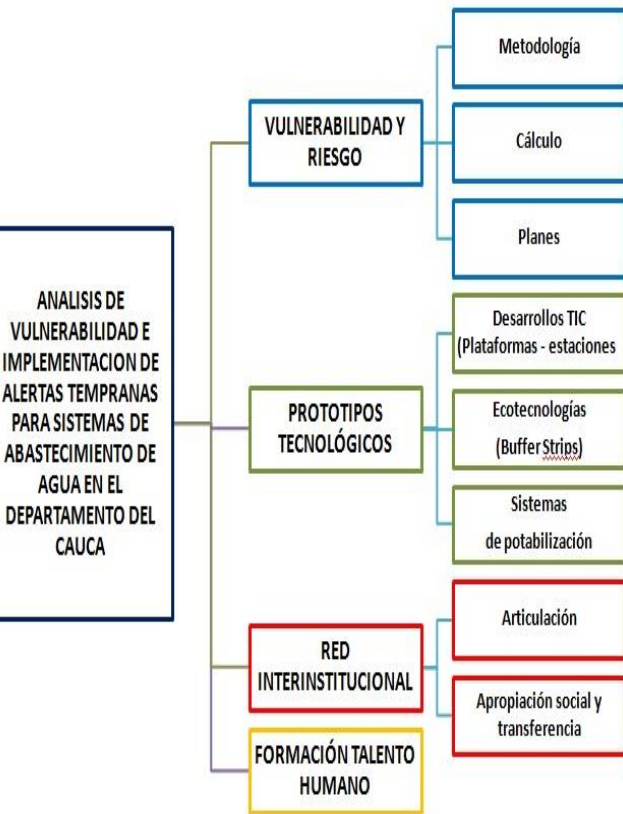 ANALISIS DE
VULNERABILIDAD E
IMPLEMENTACION DE
ALERTAS TEMPRANAS
PARA SISTEMAS DE
ABASTECIMIENTO DE
AGUA EN EL
DEPARTAMENTO DEL
CAUCA
VULNERABILIDAD Y
RIESGO
Metodología
Cálculo
Planes
PROTOTIPOS
TECNOLÓGICOS
Desarrollos TIC
(Plataformas - estaciones
Ecotecnologías
(Buffer Strips)
Sistemas
de potabilización
RED
INTERINSTITUCIONAL
Articulación
Apropiación social y
transferencia
FORMACIÓN TALENTO
HUMANO